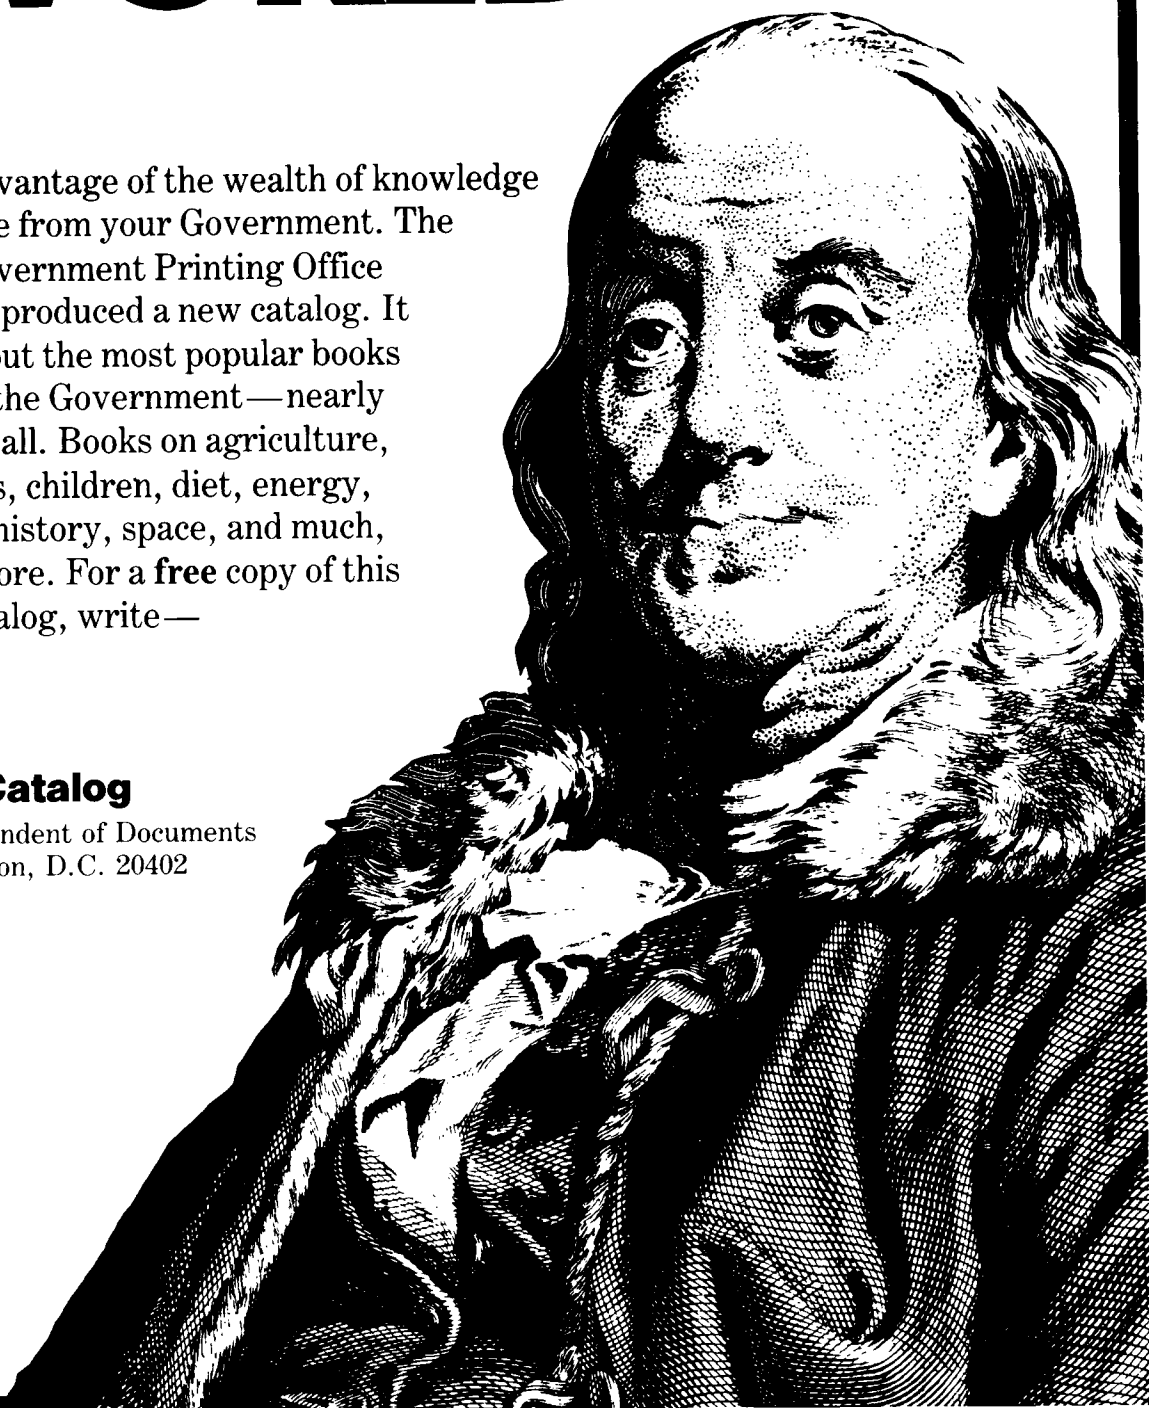 vantage of the wealth of knowledge
e from your Government. The
vernment Printing Office
produced a new catalog. It
out the most popular books
the Government—nearly
all. Books on agriculture,
s, children, diet, energy,
history, space, and much,
ore. For a free copy of this
alog, write—
Catalog
ndent of Documents
on, D.C. 20402